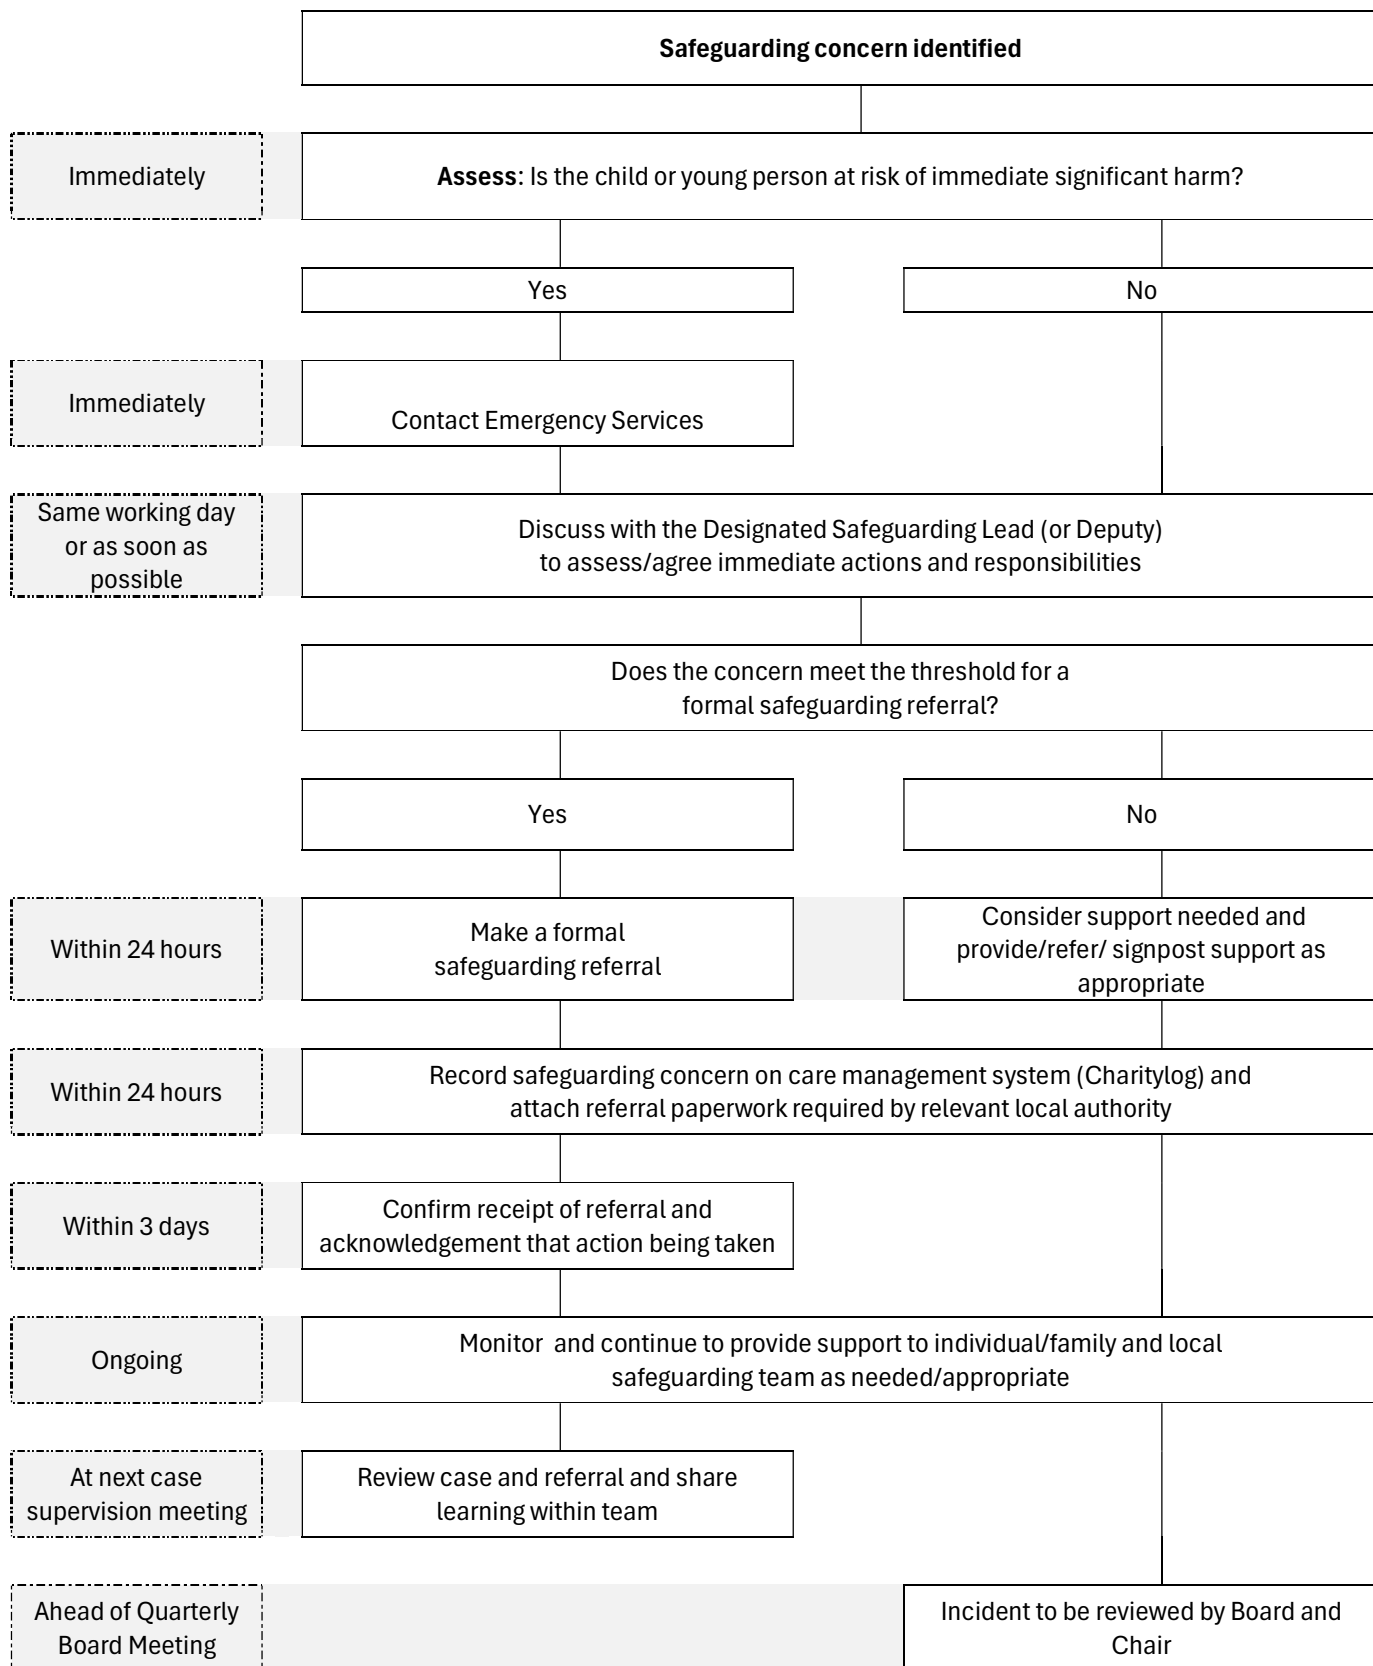 Safeguarding concern identified
Immediately
Assess: Is the child or young person at risk of immediate significant harm?
Yes
No
Immediately
Contact Emergency Services
Same working day
or as soon as
possible
Discuss with the Designated Safeguarding Lead (or Deputy)
to assess/agree immediate actions and responsibilities
Does the concern meet the threshold for a
formal safeguarding referral?
Yes
No
Within 24 hours
Make a formal
safeguarding referral
Consider support needed and
provide/refer/ signpost support as
appropriate
Within 24 hours
Record safeguarding concern on care management system (Charitylog) and
attach referral paperwork required by relevant local authority
Within 3 days
Confirm receipt of referral and
acknowledgement that action being taken
Ongoing
Monitor  and continue to provide support to individual/family and local
safeguarding team as needed/appropriate
At next case
supervision meeting
Review case and referral and share
learning within team
Ahead of Quarterly
Board Meeting
Incident to be reviewed by Board and
Chair